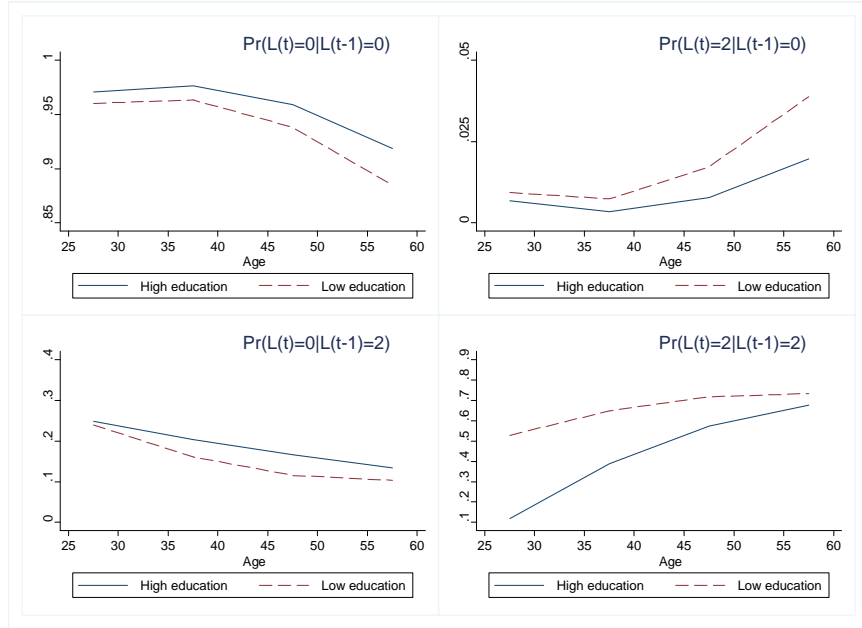 Pr(L(t)=0|L(t-1)=0)
1
.95
.9
.85
25 30 35 40 45 50 55 60
Age
High education Low education
Pr(L(t)=2|L(t-1)=0)
.05
.025
0
25 30 35 40 45 50 55 60
Age
High education Low education
Pr(L(t)=0|L(t-1)=2)
.4
.3
.2
.1
0
25 30 35 40 45 50 55 60
Age
High education Low education
Pr(L(t)=2|L(t-1)=2)
.9
.8
.7
.6
.5
.4
.3
.2
.1
25 30 35 40 45 50 55 60
Age
High education Low education